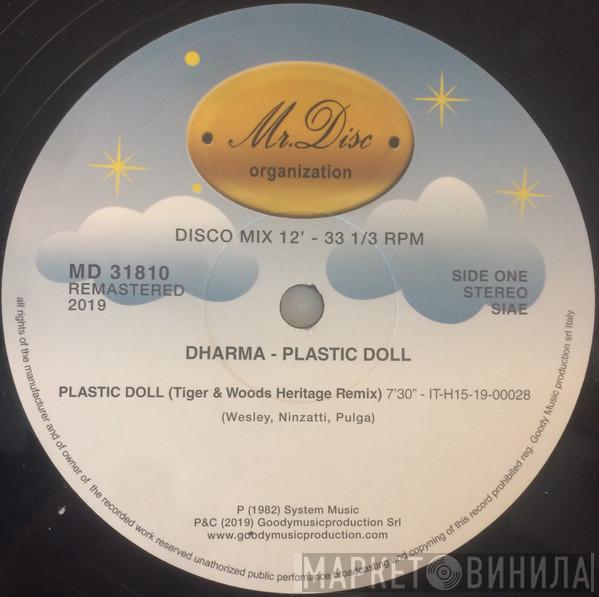 Mr. Disc
organization
DISCO MIX 12' - 33 1/3 RPM
MD 31810
REMASTERED
2019
SIDE ONE
STEREO
SIAE
DHARMA - PLASTIC DOLL
PLASTIC DOLL (Tiger & Woods Heritage Remix) 7'30" - IT-H15-19-00028
(Wesley, Ninzatti, Pulga)
P (1982) System Music
P&C (2019) Goodymusicproduction Srl
www.goodymusicproduction.com
all rights of the manufacturer and of owner of the recorded work reserved unauthorized public perfomance broadcasting and copyning of this record prohibited reg. Goody Music production srl Italy
МАРКЕТ ВИНИЛА